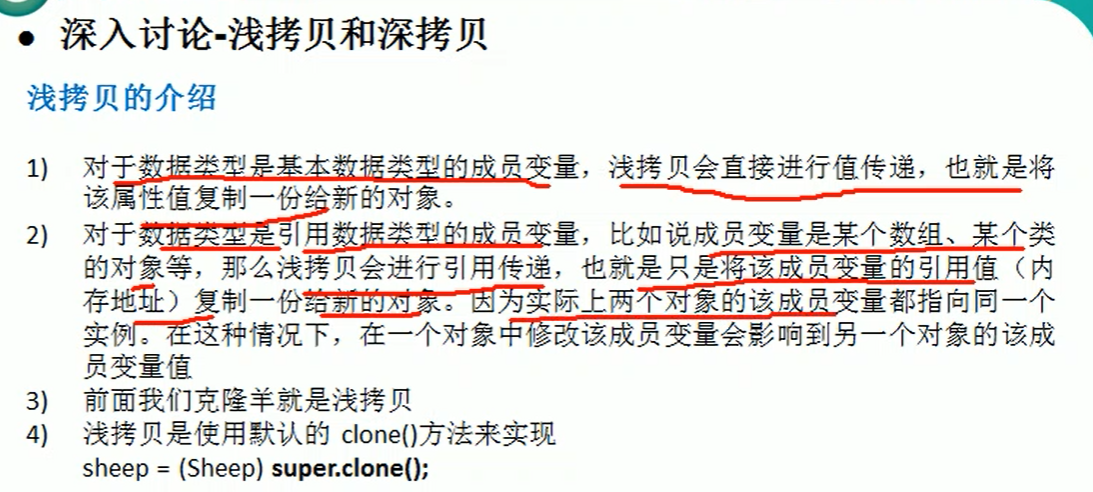 ● 深入讨论-浅拷贝和深拷贝
浅拷贝的介绍
1) 对于数据类型是基本数据类型的成员变量，浅拷贝会直接进行值传递，也就是将
该属性值复制一份给新的对象。
2) 对于数据类型是引用数据类型的成员变量，比如说成员变量是某个数组、某个类
的对象等，那么浅拷贝会进行引用传递，也就是只是将该成员变量的引用值（内
存地址）复制一份给新的对象。因为实际上两个对象的该成员变量都指向同一个
实例。在这种情况下，在一个对象中修改该成员变量会影响到另一个对象的该成
员变量值
3) 前面我们克隆羊就是浅拷贝
4) 浅拷贝是使用默认的 clone()方法来实现
sheep = (Sheep) super.clone();